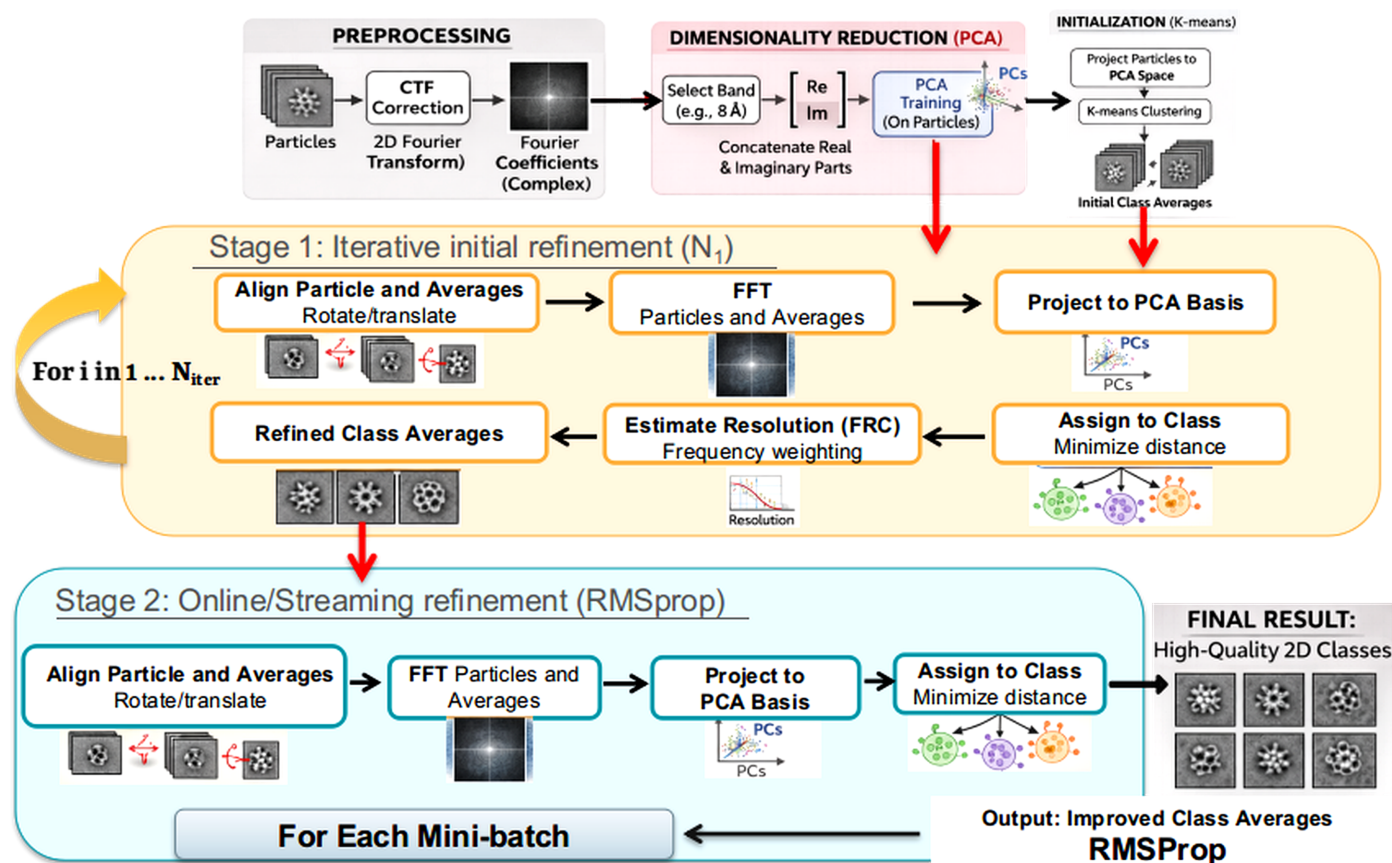 PREPROCESSING
Particles
CTF
Correction
2D Fourier
Transform)
Fourier
Coefficients
(Complex)
DIMENSIONALITY REDUCTION (PCA)
Select Band
(e.g., 8 Å)
Re
Im
Concatenate Real
& Imaginary Parts
PCA
Training
(On Particles)
PCs
INITIALIZATION (K-means)
Project Particles to
PCA Space
K-means Clustering
Initial Class Averages
Stage 1: Iterative initial refinement (N1)
For i in 1 ... Niter
Align Particle and Averages
Rotate/translate
FFT
Particles and Averages
Project to PCA Basis
PCs
PCs
Refined Class Averages
Estimate Resolution (FRC)
Frequency weighting
Resolution
Assign to Class
Minimize distance
Stage 2: Online/Streaming refinement (RMSprop)
Align Particle and Averages
Rotate/translate
FFT Particles and
Averages
Project to
PCA Basis
PCs
PCs
Assign to Class
Minimize distance
FINAL RESULT:
High-Quality 2D Classes
For Each Mini-batch
Output: Improved Class Averages
RMSProp